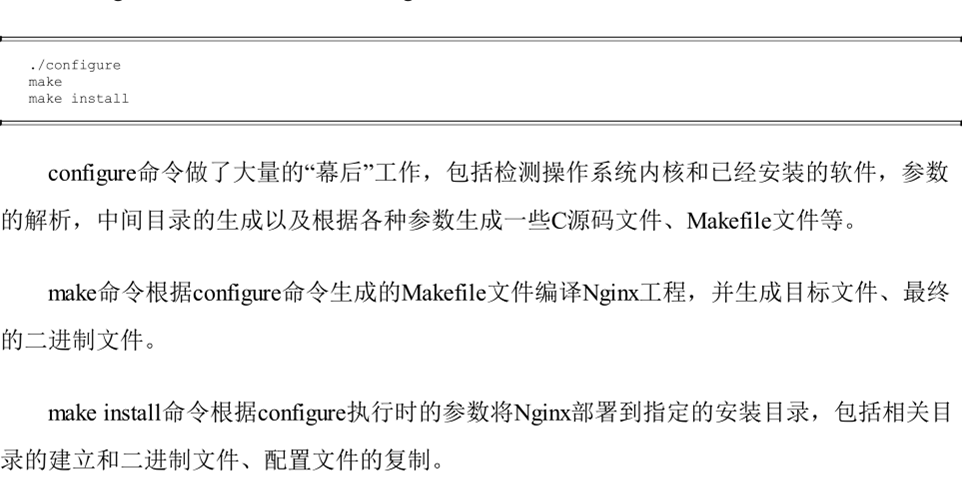 ./configure
make
make install
configure命令做了大量的“幕后”工作，包括检测操作系统内核和已经安装的软件，参数
的解析，中间目录的生成以及根据各种参数生成一些C源码文件、Makefile文件等。
make命令根据configure命令生成的Makefile文件编译Nginx工程，并生成目标文件、最终
的二进制文件。
make install命令根据configure执行时的参数将Nginx部署到指定的安装目录，包括相关目
录的建立和二进制文件、配置文件的复制。